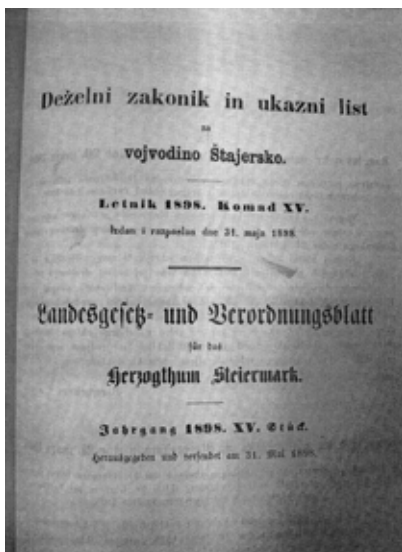 Deželni zakonik in ukazni list
za
vojvodino Štajersko.
Letnik 1898. Komad XV.
Izdan i razposlan dne 31. maja 1898.
Landesgesetz- und Verordnungsblatt
für das
Herzogthum Steiermark.
Jahrgang 1898. XV. Stück.
Herausgegeben und versendet am 31. Mai 1898.